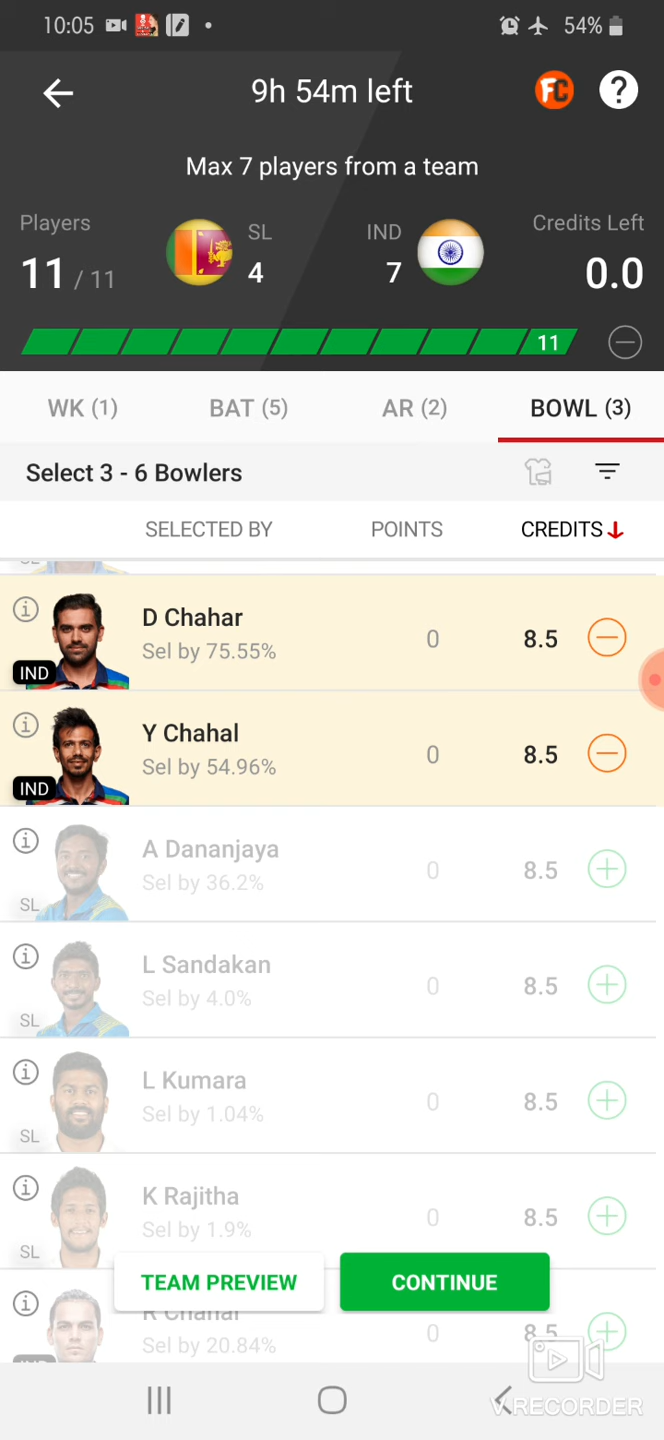 10:05 54%
9h 54m left FC ?
Max 7 players from a team
Players SL IND Credits Left
11 / 11 4 7 0.0
11
WK (1) BAT (5) AR (2) BOWL (3)
Select 3 - 6 Bowlers
SELECTED BY POINTS CREDITS
SL
D Chahar
Sel by 75.55% 0 8.5
IND
Y Chahal
Sel by 54.96% 0 8.5
IND
A Dananjaya
Sel by 36.2% 0 8.5
SL
L Sandakan
Sel by 4.0% 0 8.5
SL
L Kumara
Sel by 1.04% 0 8.5
SL
K Rajitha
Sel by 1.9% 0 8.5
SL
TEAM PREVIEW CONTINUE
R Chahar
Sel by 20.84% 0 8.5
IND
V RECORDER